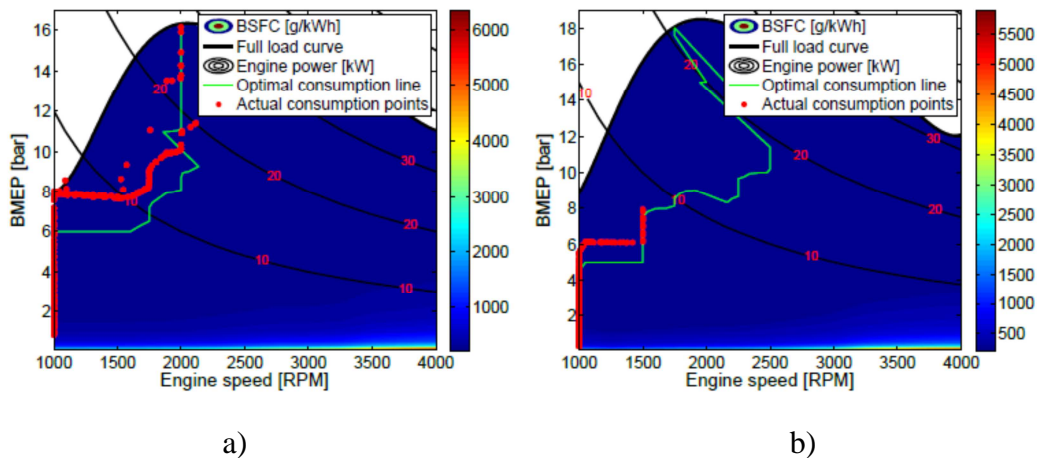 16
14
12
10
8
6
4
2
BMEP [bar]
1000 1500 2000 2500 3000 3500 4000
Engine speed [RPM]
BSFC [g/kWh]
Full load curve
Engine power [kW]
Optimal consumption line
Actual consumption points
20
30
20
10
10
10
6000
5000
4000
3000
2000
1000
a)
18
16
14
12
10
8
6
4
2
BMEP [bar]
1000 1500 2000 2500 3000 3500 4000
Engine speed [RPM]
BSFC [g/kWh]
Full load curve
Engine power [kW]
Optimal consumption line
Actual consumption points
10
20
30
20
20
10
5500
5000
4500
4000
3500
3000
2500
2000
1500
1000
500
b)